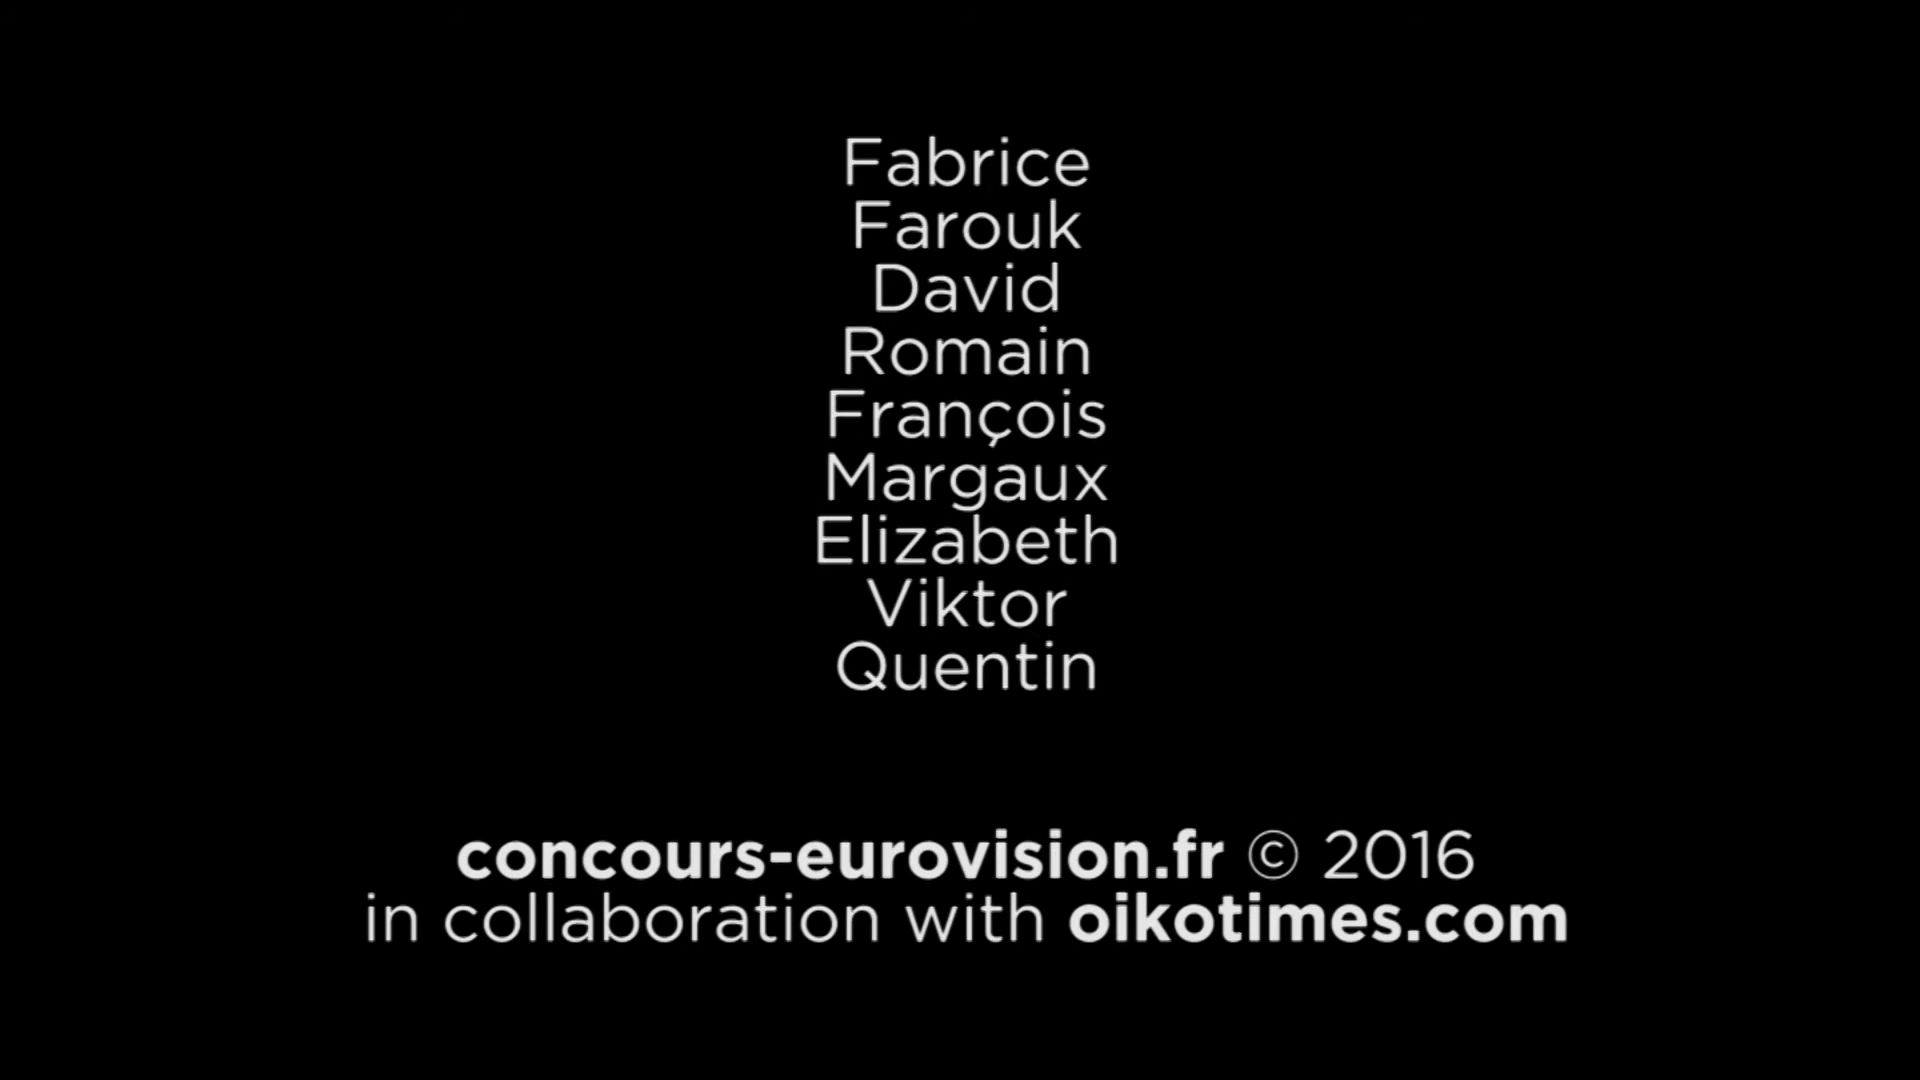 Fabrice
Farouk
David
Romain
François
Margaux
Elizabeth
Viktor
Quentin
concours-eurovision.fr © 2016
in collaboration with oikotimes.com